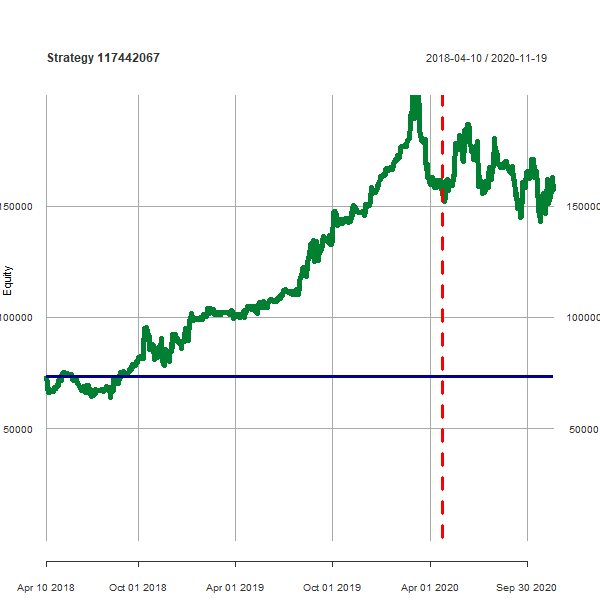 Strategy 117442067
2018-04-10 / 2020-11-19
150000
150000
100000
100000
50000
50000
Equity
Apr 10 2018
Oct 01 2018
Apr 01 2019
Oct 01 2019
Apr 01 2020
Sep 30 2020